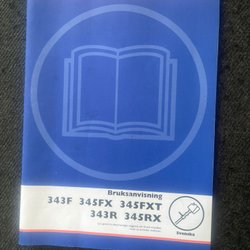 Bruksanvisning
343F 345FX 345FXT
343R 345RX
Svenska